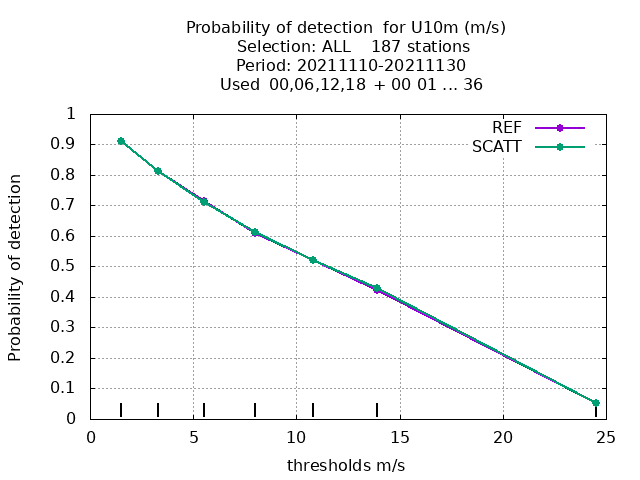 Probability of detection  for U10m (m/s)
Selection: ALL    187 stations
Period: 20211110-20211130
Used  00,06,12,18  + 00 01 ... 36
REF
SCATT
Probability of detection
1
0.9
0.8
0.7
0.6
0.5
0.4
0.3
0.2
0.1
0
0 5 10 15 20 25
thresholds m/s